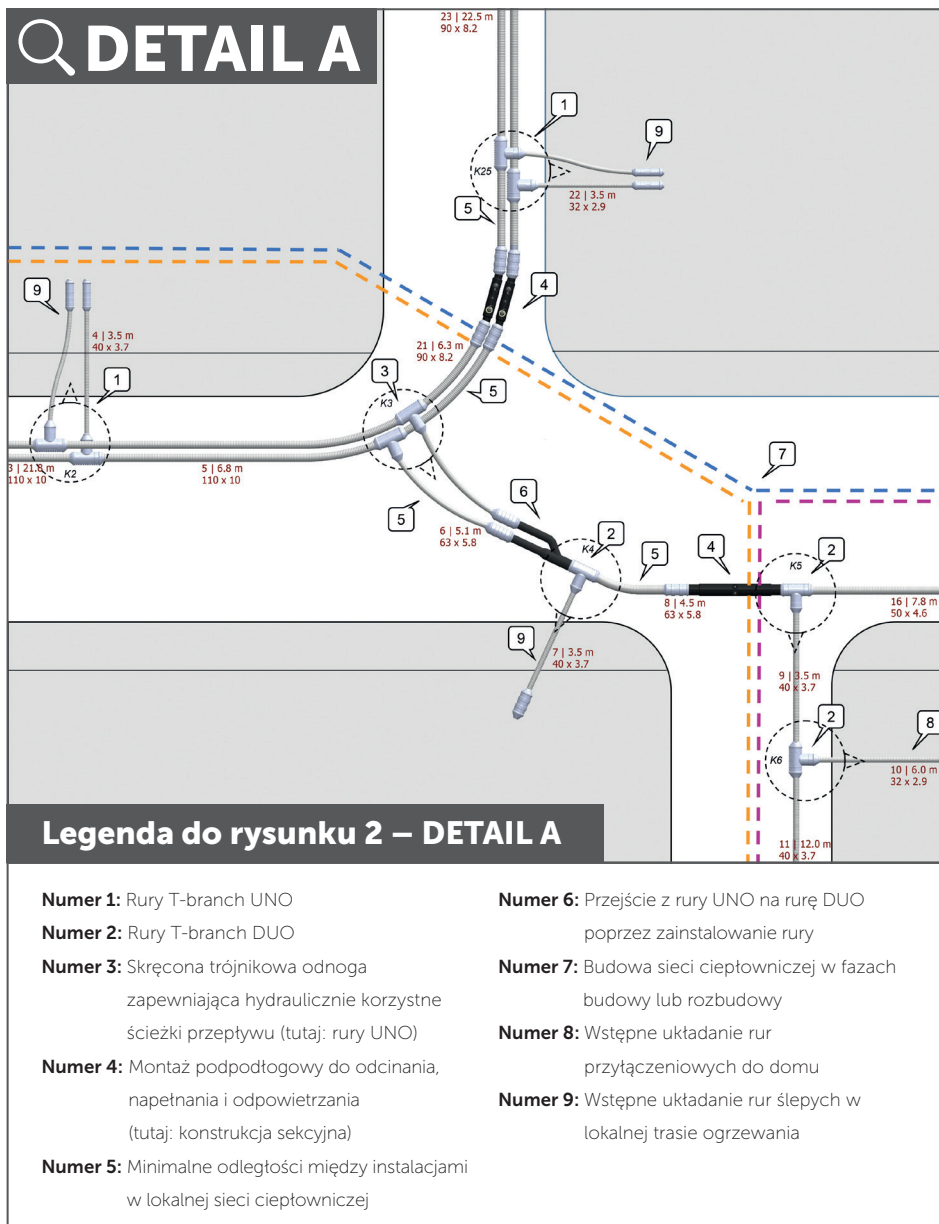 DETAIL A
23 | 22.5 m
90 x 8.2
1
9
K25
22 | 3.5 m
32 x 2.9
5
9
4
4 | 3.5 m
40 x 3.7
21 | 6.3 m
90 x 8.2
1
3
5
K3
K2
3 | 21.8 m
110 x 10
5 | 6.8 m
110 x 10
7
5
6
6 | 5.1 m
63 x 5.8
2
K4
5
4
2
K5
8 | 4.5 m
63 x 5.8
16 | 7.8 m
50 x 4.6
9
7 | 3.5 m
40 x 3.7
9 | 3.5 m
40 x 3.7
2
8
K6
10 | 6.0 m
32 x 2.9
11 | 12.0 m
40 x 3.7
Legenda do rysunku 2 – DETAIL A
Numer 1: Rury T-branch UNO
Numer 2: Rury T-branch DUO
Numer 3: Skręcona trójnikowa odnoga
zapewniająca hydraulicznie korzystne
ścieżki przepływu (tutaj: rury UNO)
Numer 4: Montaż podpodłogowy do odcinania,
napełnania i odpowietrzania
(tutaj: konstrukcja sekcyjna)
Numer 5: Minimalne odległości między instalacjami
w lokalnej sieci ciepłowniczej
Numer 6: Przejście z rury UNO na rurę DUO
poprzez zainstalowanie rury
Numer 7: Budowa sieci ciepłowniczej w fazach
budowy lub rozbudowy
Numer 8: Wstępne układanie rur
przyłączeniowych do domu
Numer 9: Wstępne układanie rur ślepych w
lokalnej trasie ogrzewania